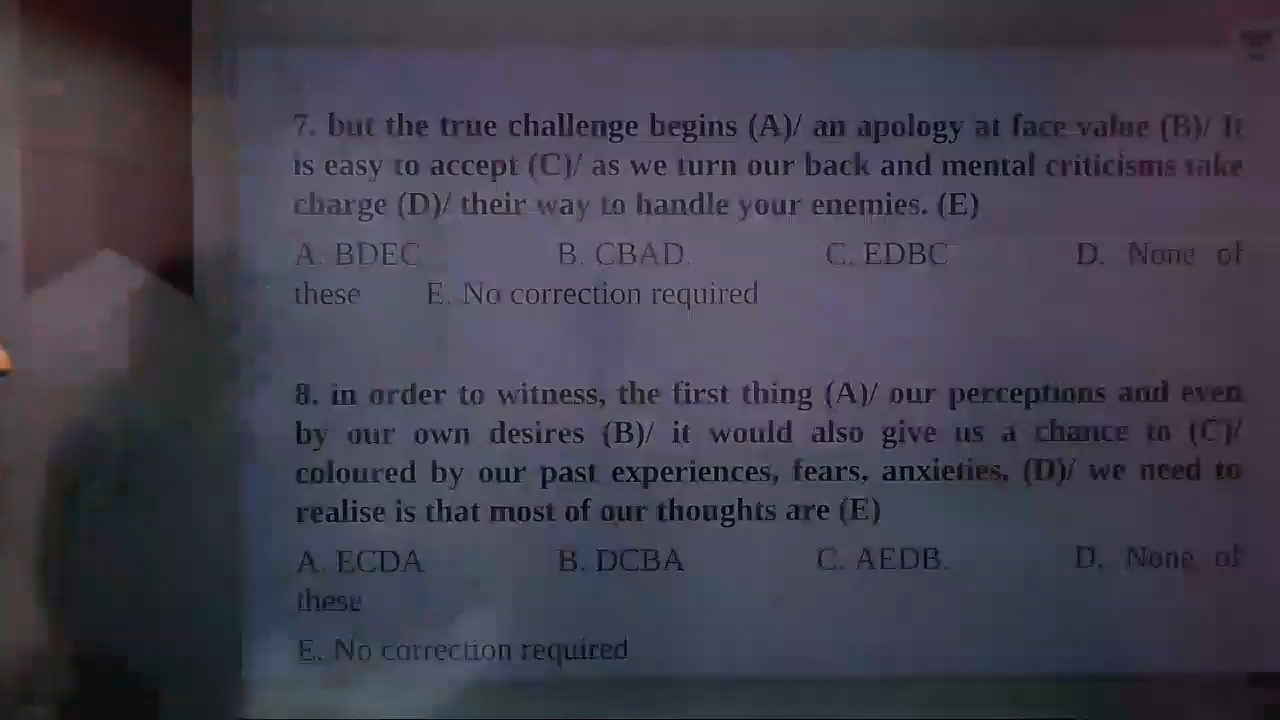 7. but the true challenge begins (A)/ an apology at face value (B)/ It
is easy to accept (C)/ as we turn our back and mental criticisms take
charge (D)/ their way to handle your enemies. (E)
A. BDEC B. CBAD. C. EDBC D. None of
these E. No correction required
8. in order to witness, the first thing (A)/ our perceptions and even
by our own desires (B)/ it would also give us a chance to (C)/
coloured by our past experiences, fears, anxieties, (D)/ we need to
realise is that most of our thoughts are (E)
A. ECDA B. DCBA C. AEDB. D. None of
these
E. No correction required